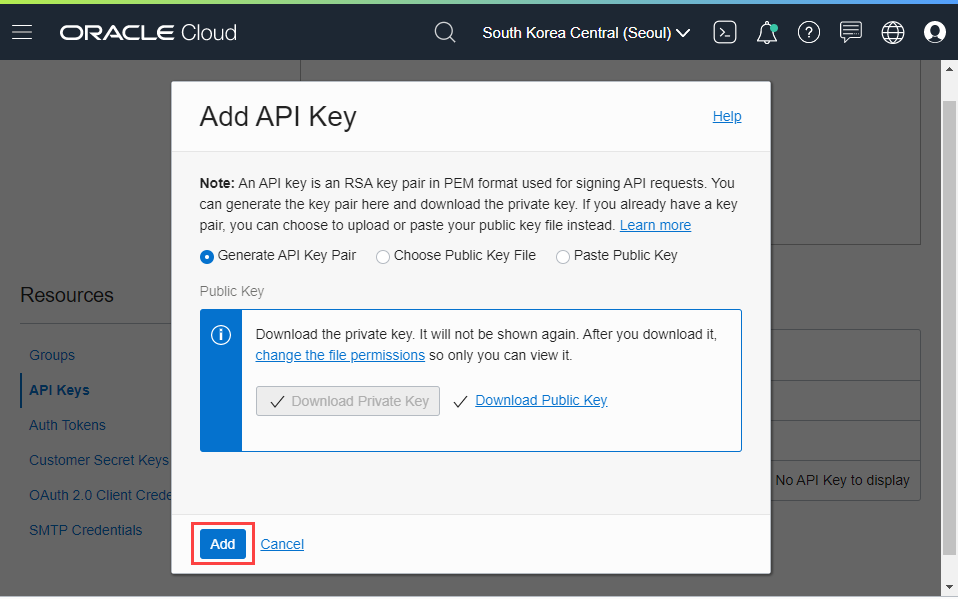 ORACLE Cloud
South Korea Central (Seoul)
Add API Key
Help
Note: An API key is an RSA key pair in PEM format used for signing API requests. You
can generate the key pair here and download the private key. If you already have a key
pair, you can choose to upload or paste your public key file instead. Learn more
Generate API Key Pair
Choose Public Key File
Paste Public Key
Public Key
Download the private key. It will not be shown again. After you download it,
change the file permissions so only you can view it.
Download Private Key
Download Public Key
Add
Cancel
Resources
Groups
API Keys
Auth Tokens
Customer Secret Keys
OAuth 2.0 Client Crede
SMTP Credentials
No API Key to display